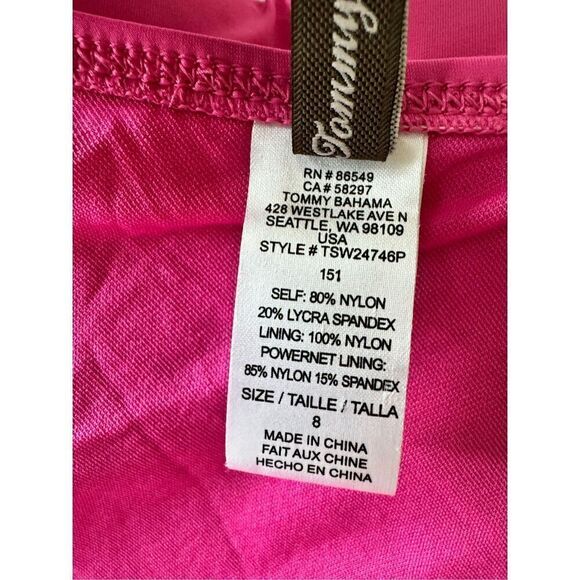 Tommy
RN # 86549
CA # 58297
TOMMY BAHAMA
428 WESTLAKE AVE N
SEATTLE, WA 98109
USA
STYLE # TSW24746P
151
SELF: 80% NYLON
20% LYCRA SPANDEX
LINING: 100% NYLON
POWERNET LINING:
85% NYLON 15% SPANDEX
SIZE / TAILLE / TALLA
8
MADE IN CHINA
FAIT AUX CHINE
HECHO EN CHINA